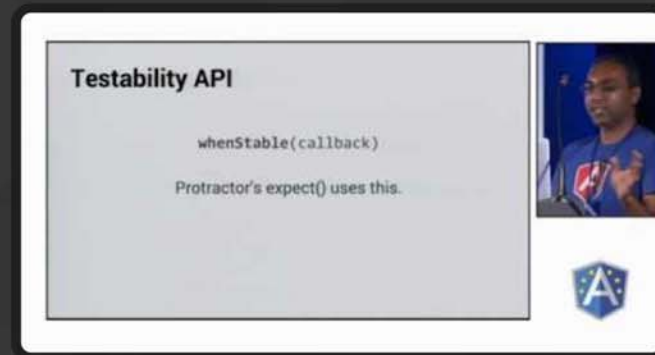 Testability API
whenStable(callback)
Protractor's expect() uses this.
A